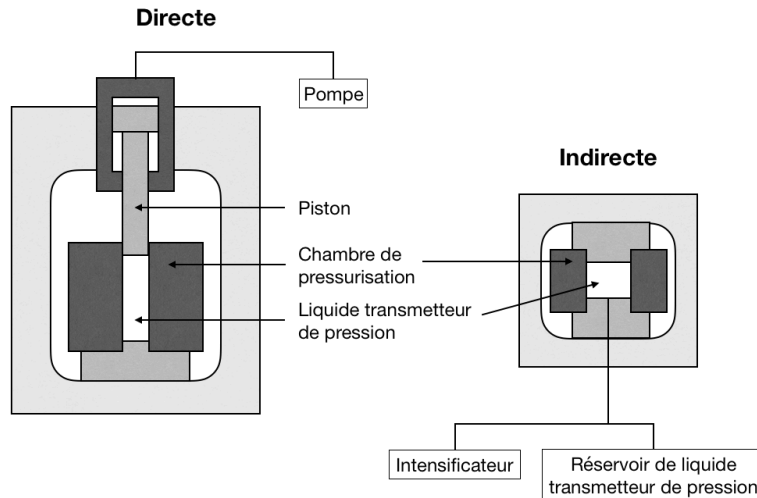 Directe
Pompe
Indirecte
Piston
Chambre de
pressurisation
Liquide transmetteur
de pression
Intensificateur
Réservoir de liquide
transmetteur de pression